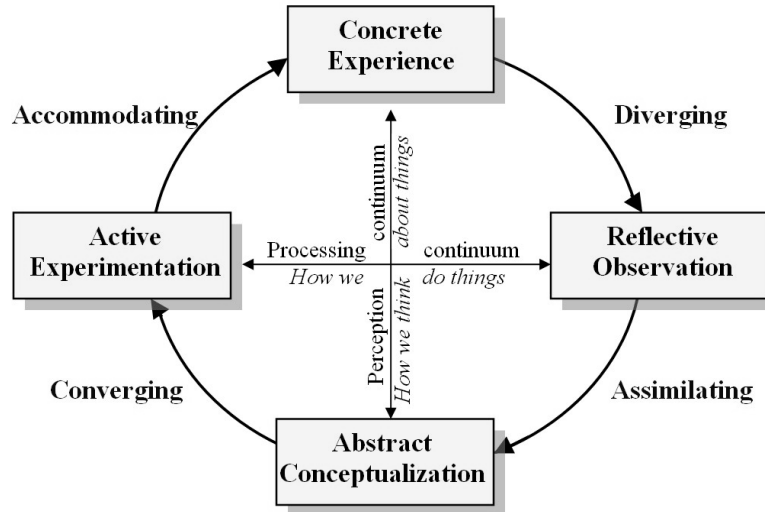 Concrete
Experience
Accommodating
Diverging
continuum
about things
Active
Experimentation
Processing continuum
How we do things
Reflective
Observation
Perception
How we think
Converging
Assimilating
Abstract
Conceptualization